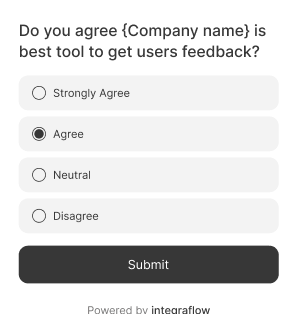 Do you agree {Company name} is
best tool to get users feedback?
Strongly Agree
Agree
Neutral
Disagree
Submit
Powered by integraflow